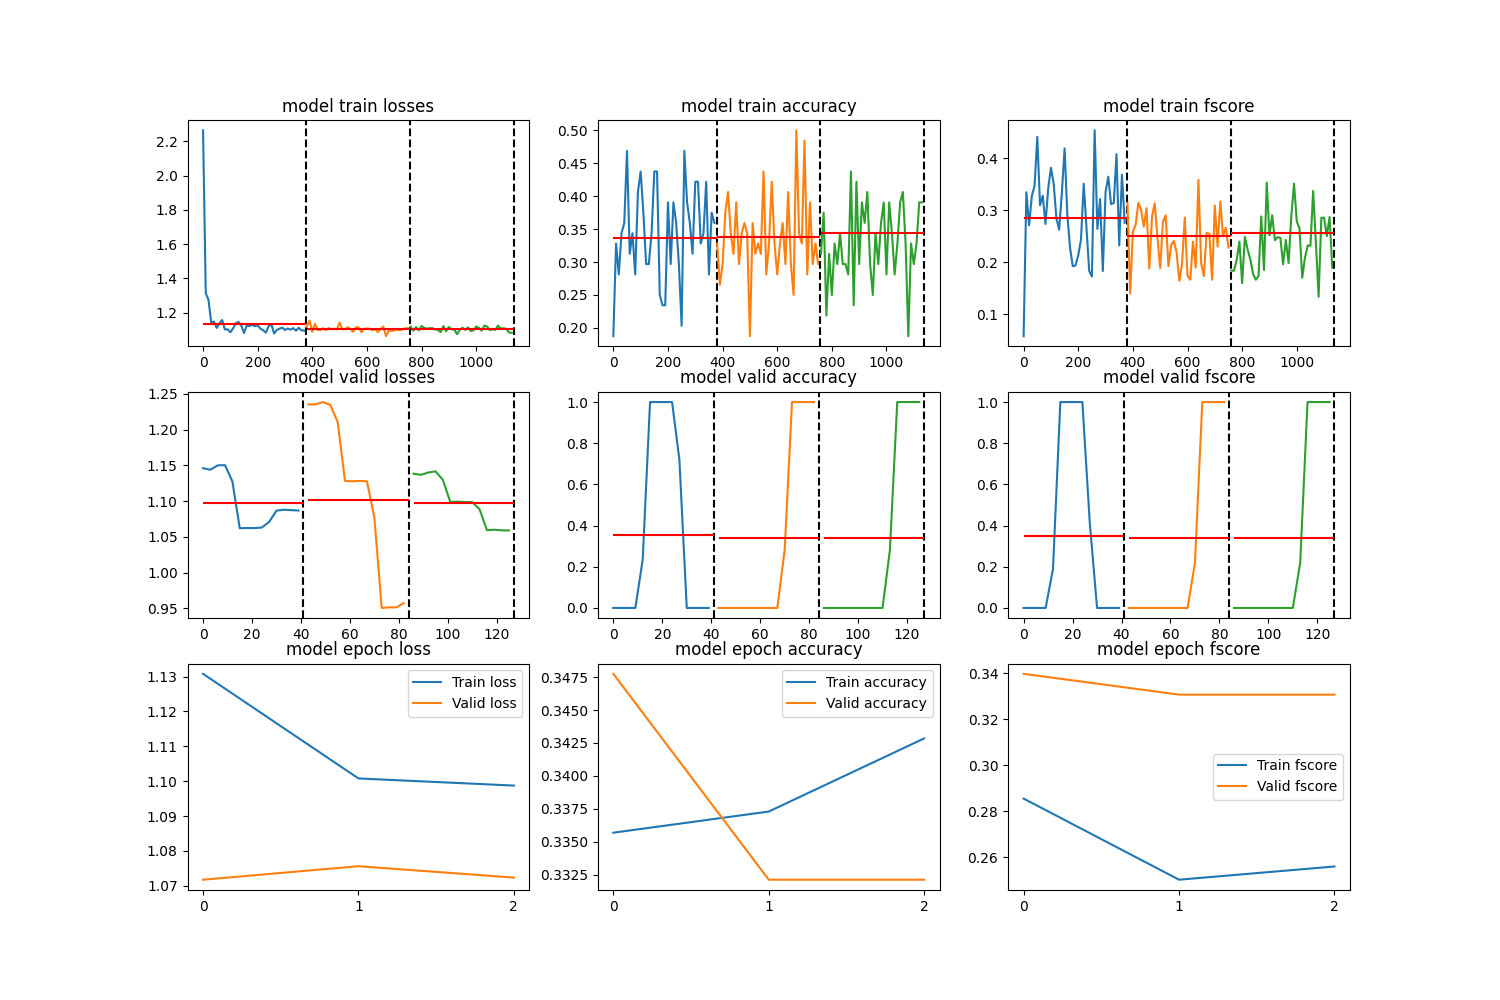 model train losses
model train accuracy
model train fscore
2.2
2.0
1.8
1.6
1.4
1.2
0 200 400 600 800 1000
0.50
0.45
0.40
0.35
0.30
0.25
0.20
0 200 400 600 800 1000
0.4
0.3
0.2
0.1
0 200 400 600 800 1000
model valid losses
model valid accuracy
model valid fscore
1.25
1.20
1.15
1.10
1.05
1.00
0.95
0 20 40 60 80 100 120
1.0
0.8
0.6
0.4
0.2
0.0
0 20 40 60 80 100 120
1.0
0.8
0.6
0.4
0.2
0.0
0 20 40 60 80 100 120
model epoch loss
model epoch accuracy
model epoch fscore
1.13
1.12
1.11
1.10
1.09
1.08
1.07
0 1 2
Train loss
Valid loss
0.3475
0.3450
0.3425
0.3400
0.3375
0.3350
0.3325
0 1 2
Train accuracy
Valid accuracy
0.34
0.32
0.30
0.28
0.26
0 1 2
Train fscore
Valid fscore